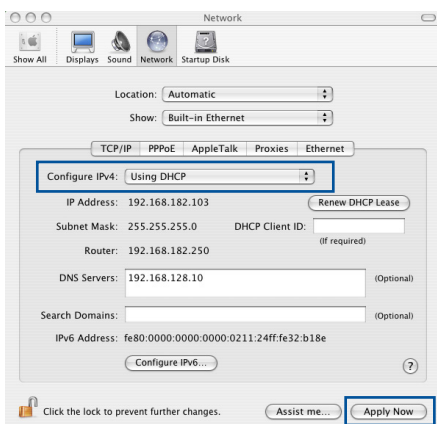 Network
Show All Displays Sound Network Startup Disk
Location: Automatic
Show: Built-in Ethernet
TCP/IP PPPoE AppleTalk Proxies Ethernet
Configure IPv4: Using DHCP
IP Address: 192.168.182.103 Renew DHCP Lease
Subnet Mask: 255.255.255.0 DHCP Client ID:
(If required)
Router: 192.168.182.250
DNS Servers: 192.168.128.10 (Optional)
Search Domains: (Optional)
IPv6 Address: fe80:0000:0000:0000:0211:24ff:fe32:b18e
Configure IPv6... ?
Click the lock to prevent further changes. Assist me... Apply Now